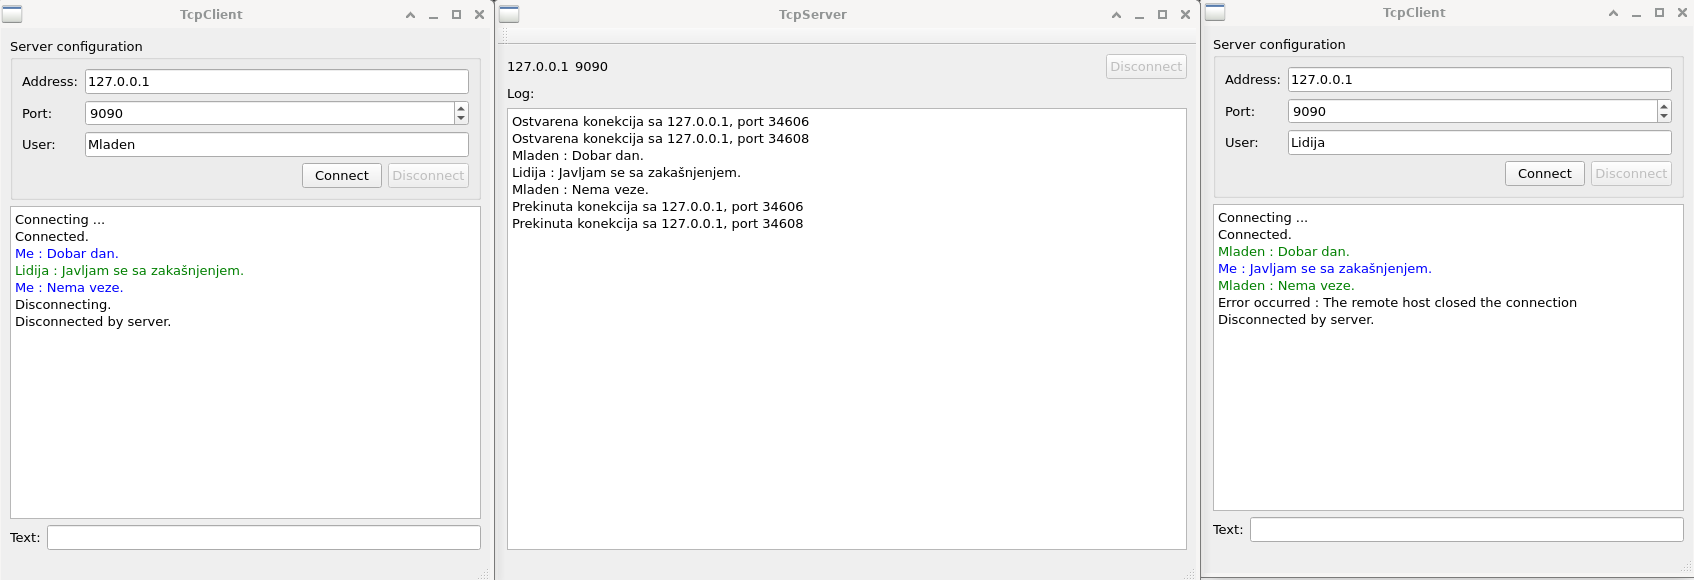 TcpClient
Server configuration
Address: 127.0.0.1
Port: 9090
User: Mladen
Connect Disconnect
Connecting ...
Connected.
Me : Dobar dan.
Lidija : Javljam se sa zakašnjenjem.
Me : Nema veze.
Disconnecting.
Disconnected by server.
Text:
TcpServer
127.0.0.1 9090 Disconnect
Log:
Ostvarena konekcija sa 127.0.0.1, port 34606
Ostvarena konekcija sa 127.0.0.1, port 34608
Mladen : Dobar dan.
Lidija : Javljam se sa zakašnjenjem.
Mladen : Nema veze.
Prekinuta konekcija sa 127.0.0.1, port 34606
Prekinuta konekcija sa 127.0.0.1, port 34608
TcpClient
Server configuration
Address: 127.0.0.1
Port: 9090
User: Lidija
Connect Disconnect
Connecting ...
Connected.
Mladen : Dobar dan.
Me : Javljam se sa zakašnjenjem.
Mladen : Nema veze.
Error occurred : The remote host closed the connection
Disconnected by server.
Text: